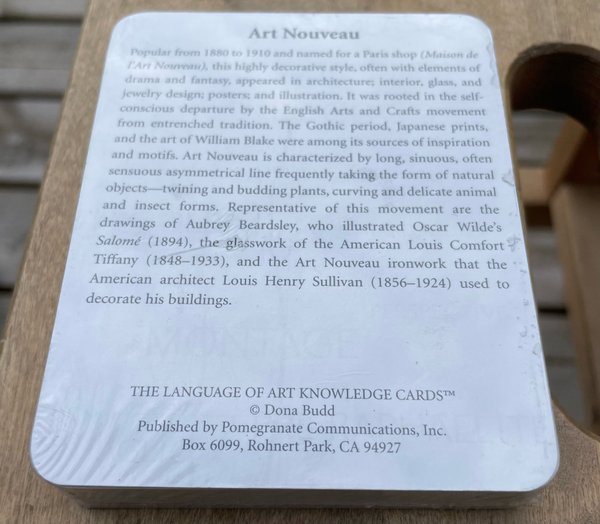 Art Nouveau
Popular from 1880 to 1910 and named for a Paris shop (Maison de
l'Art Nouveau), this highly decorative style, often with elements of
drama and fantasy, appeared in architecture; interior, glass, and
jewelry design; posters; and illustration. It was rooted in the self-
conscious departure by the English Arts and Crafts movement
from entrenched tradition. The Gothic period, Japanese prints,
and the art of William Blake were among its sources of inspiration
and motifs. Art Nouveau is characterized by long, sinuous, often
sensuous asymmetrical line frequently taking the form of natural
objects—twining and budding plants, curving and delicate animal
and insect forms. Representative of this movement are the
drawings of Aubrey Beardsley, who illustrated Oscar Wilde's
Salomé (1894), the glasswork of the American Louis Comfort
Tiffany (1848–1933), and the Art Nouveau ironwork that the
American architect Louis Henry Sullivan (1856–1924) used to
decorate his buildings.
THE LANGUAGE OF ART KNOWLEDGE CARDS™
© Dona Budd
Published by Pomegranate Communications, Inc.
Box 6099, Rohnert Park, CA 94927